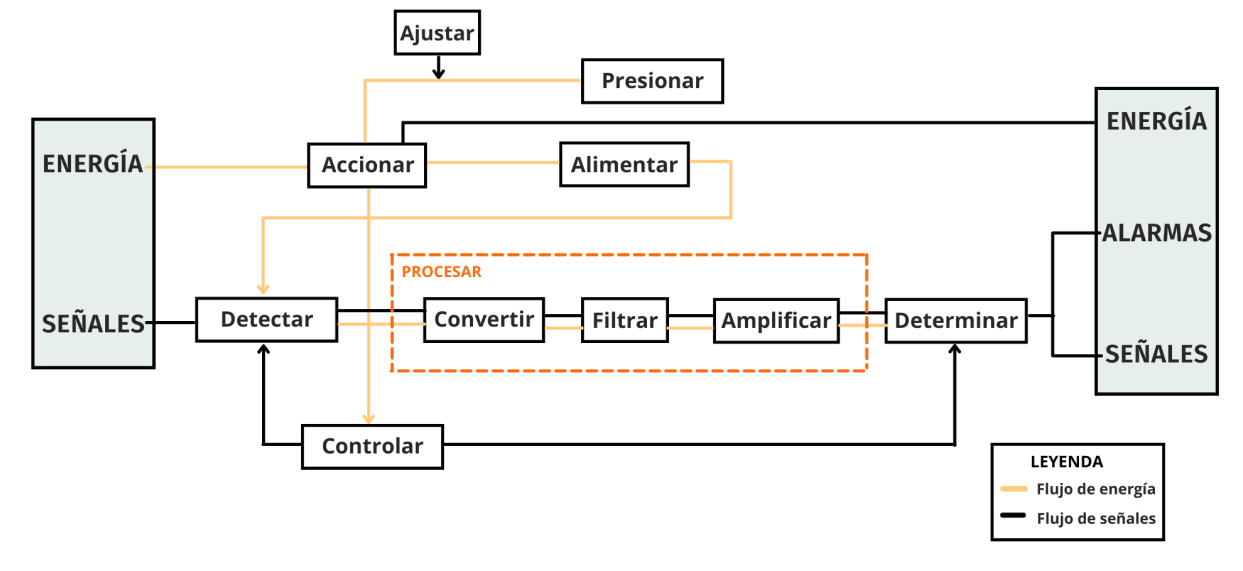 Ajustar
Presionar
ENERGÍA
ENERGÍA
Accionar
Alimentar
ALARMAS
PROCESAR
SEÑALES
Detectar
Convertir
Filtrar
Amplificar
Determinar
SEÑALES
Controlar
LEYENDA
Flujo de energía
Flujo de señales